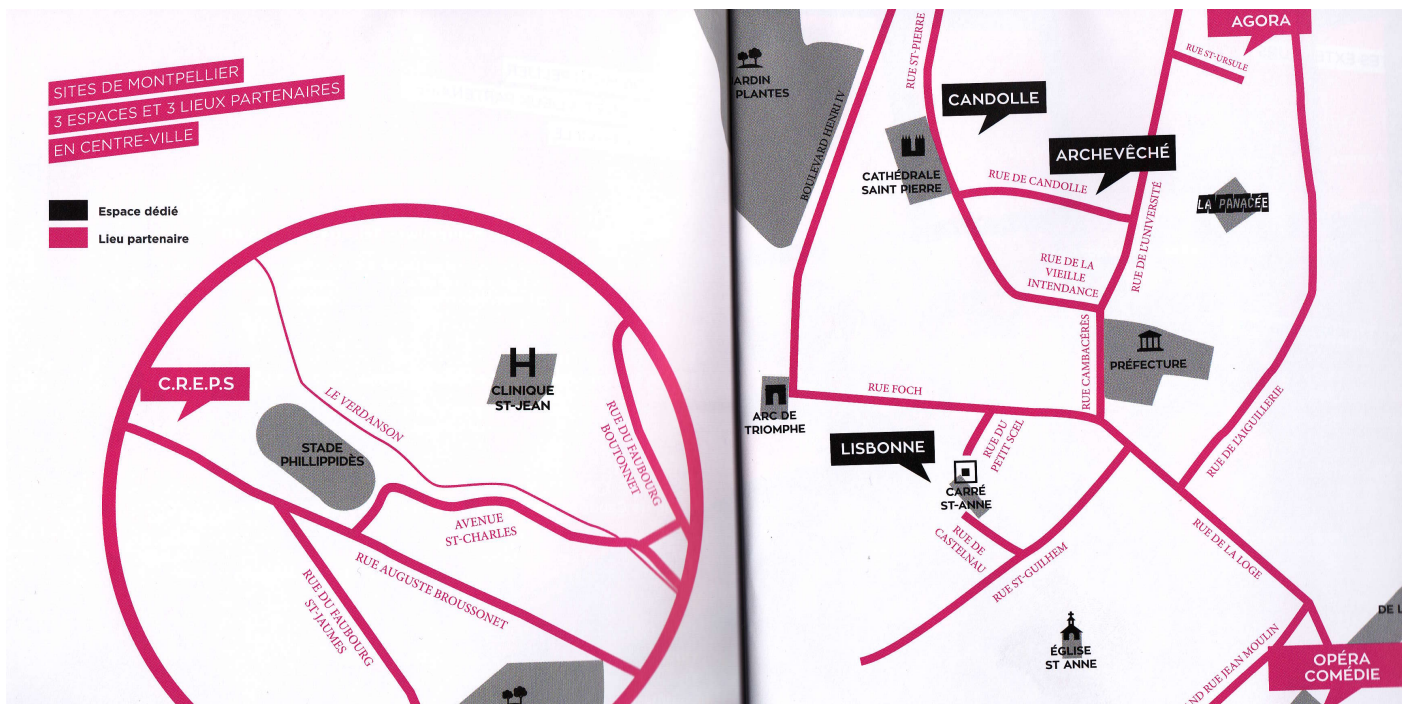 SITES DE MONTPELLIER
3 ESPACES ET 3 LIEUX PARTENAIRES
EN CENTRE-VILLE
Espace dédié
Lieu partenaire
C.R.E.P.S
STADE
PHILLIPPIDÈS
LE VERDANSON
CLINIQUE
ST-JEAN
RUE DU FAUBOURG
BOUTONNET
AVENUE
ST-CHARLES
RUE AUGUSTE BROUSSONET
RUE DU FAUBOURG
ST-JAUMES
PLANTES
BOULEVARD HENRI IV
RUE ST-PIERRE
CANDOLLE
CATHÉDRALE
SAINT PIERRE
ARCHEVÊCHÉ
RUE DE CANDOLLE
RUE DE L'UNIVERSITÉ
AGORA
RUE ST-URSULE
LA PANACÉE
RUE DE LA
VIEILLE
INTENDANCE
RUE CAMBACÉRÈS
PRÉFECTURE
ARC DE
TRIOMPHE
RUE FOCH
LISBONNE
RUE DU
PETIT SCEL
CARRÉ
ST-ANNE
RUE DE
CASTELNAU
RUE ST-GUILHEM
RUE DE L'AIGUILLERIE
RUE DE LA LOGE
ÉGLISE
ST ANNE
RUE JEAN MOULIN
DE
OPÉRA
COMÉDIE